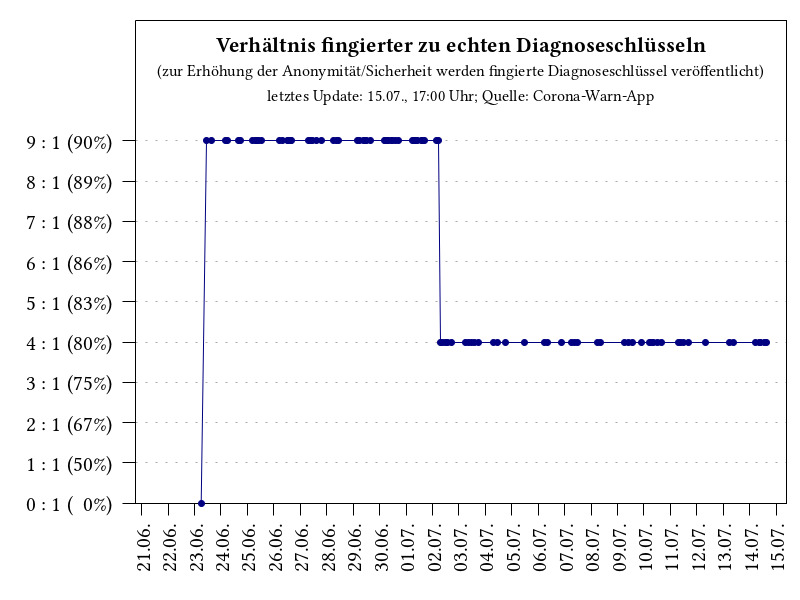 Verhältnis fingierter zu echten Diagnoseschlüsseln
(zur Erhöhung der Anonymität/Sicherheit werden fingierte Diagnoseschlüssel veröffentlicht)
letztes Update: 15.07., 17:00 Uhr; Quelle: Corona-Warn-App
9 : 1 (90%)
8 : 1 (89%)
7 : 1 (88%)
6 : 1 (86%)
5 : 1 (83%)
4 : 1 (80%)
3 : 1 (75%)
2 : 1 (67%)
1 : 1 (50%)
0 : 1 (  0%)
21.06.
22.06.
23.06.
24.06.
25.06.
26.06.
27.06.
28.06.
29.06.
30.06.
01.07.
02.07.
03.07.
04.07.
05.07.
06.07.
07.07.
08.07.
09.07.
10.07.
11.07.
12.07.
13.07.
14.07.
15.07.